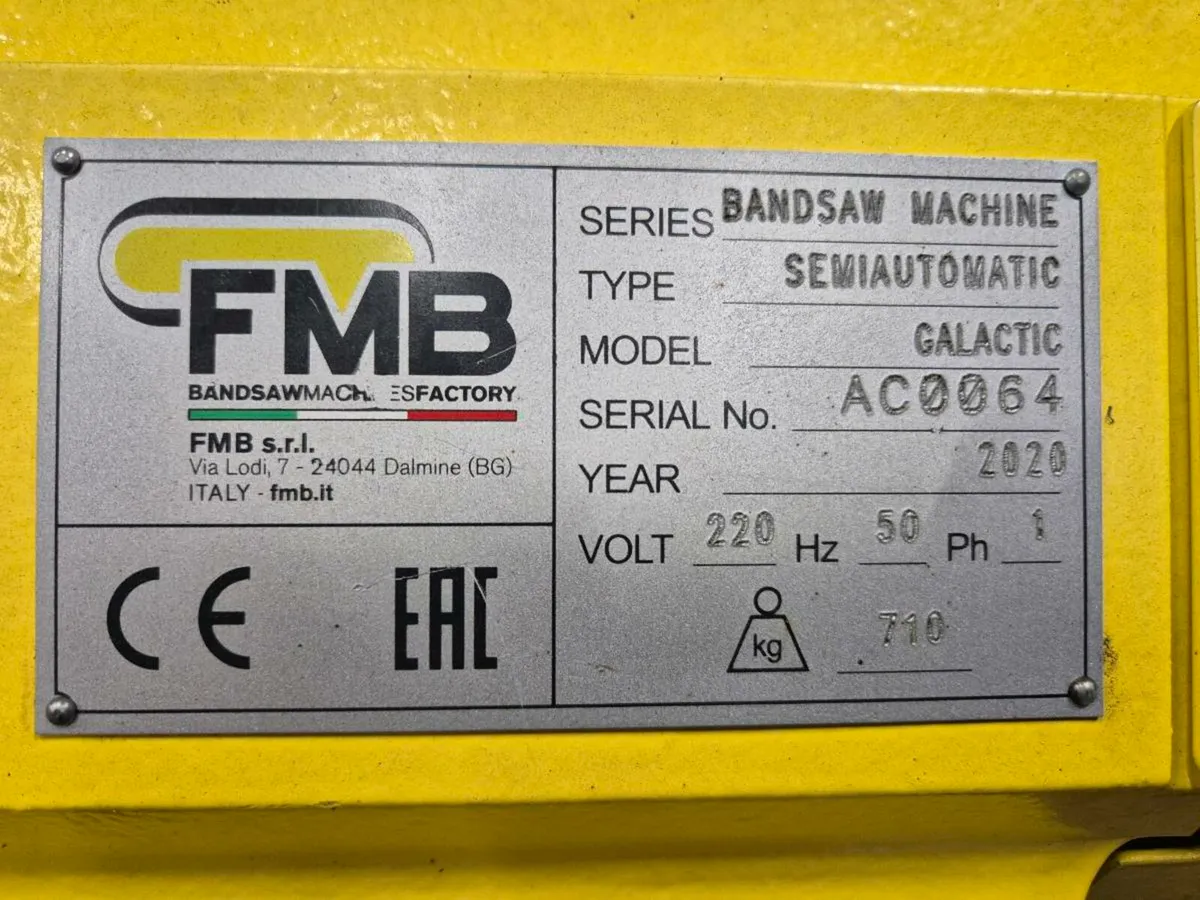 FMB
BANDSAWMACH ESFACTORY
FMB s.r.l.
Via Lodi, 7 - 24044 Dalmine (BG)
ITALY - fmb.it
CE EAC
SERIES BANDSAW MACHINE
TYPE SEMIAUTOMATIC
MODEL GALACTIC
SERIAL No. AC0064
YEAR 2020
VOLT 220 Hz 50 Ph 1
kg 710